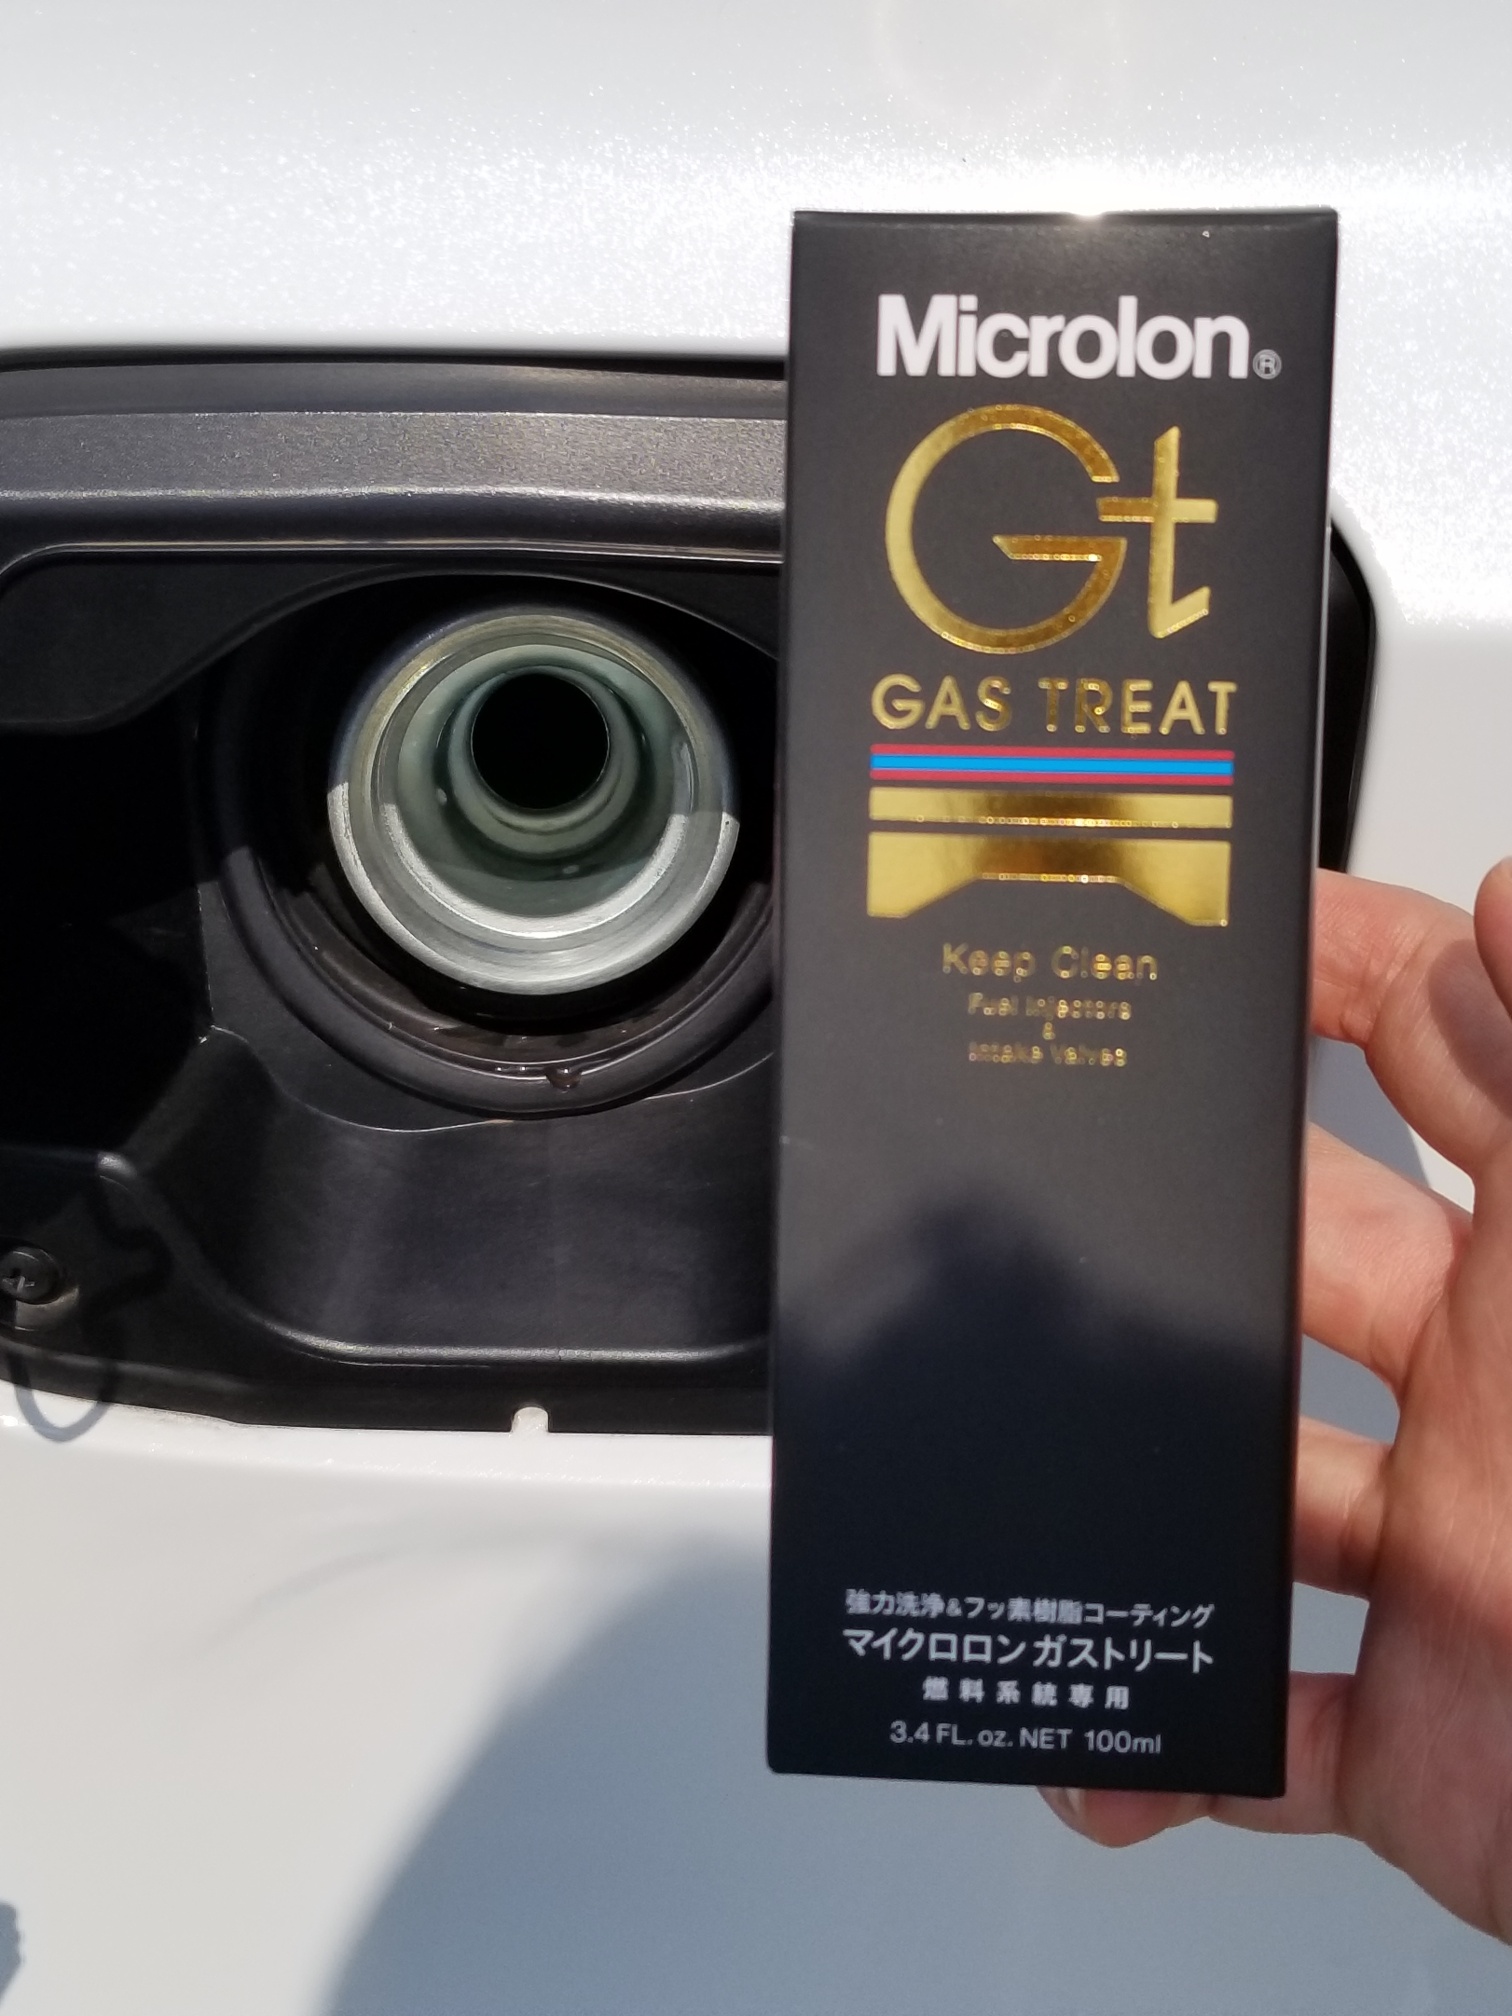 Microlon®
Gt
GAS TREAT
Keep Clean
Fuel Injectors
&
Intake Valves
強力洗浄&フッ素樹脂コーティング
マイクロロン ガストリート
燃料系統専用
3.4 FL. oz. NET 100ml